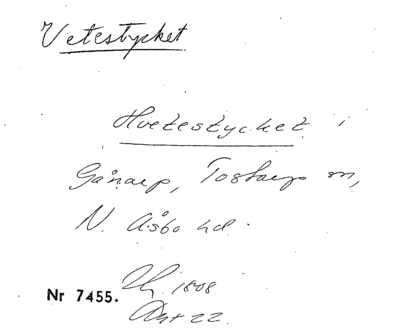 Vetestycket
Hvetestycket i
Gånarp, Tostarp sn,
N. Åsbo hd.
1808
Nr 7455.
Akt 22